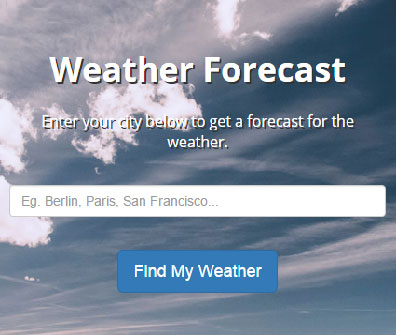 Weather Forecast
Enter your city below to get a forecast for the
weather.
Eg. Berlin, Paris, San Francisco...
Find My Weather